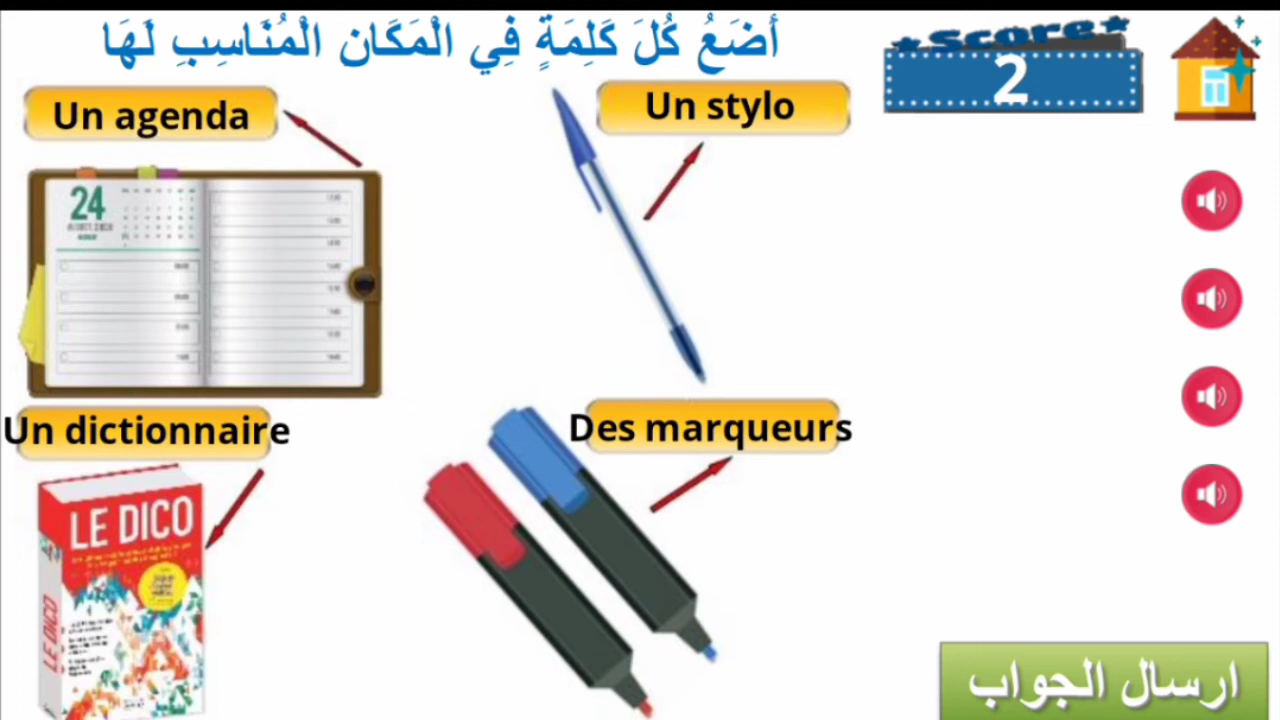 أَضَعُ كُلَ كَلِمَةٍ فِي الْمَكَان الْمُنَاسِبِ لَهَا
Score
2
Un agenda
Un stylo
24
Un dictionnaire
Des marqueurs
LE DICO
LE DICO
ارسال الجواب